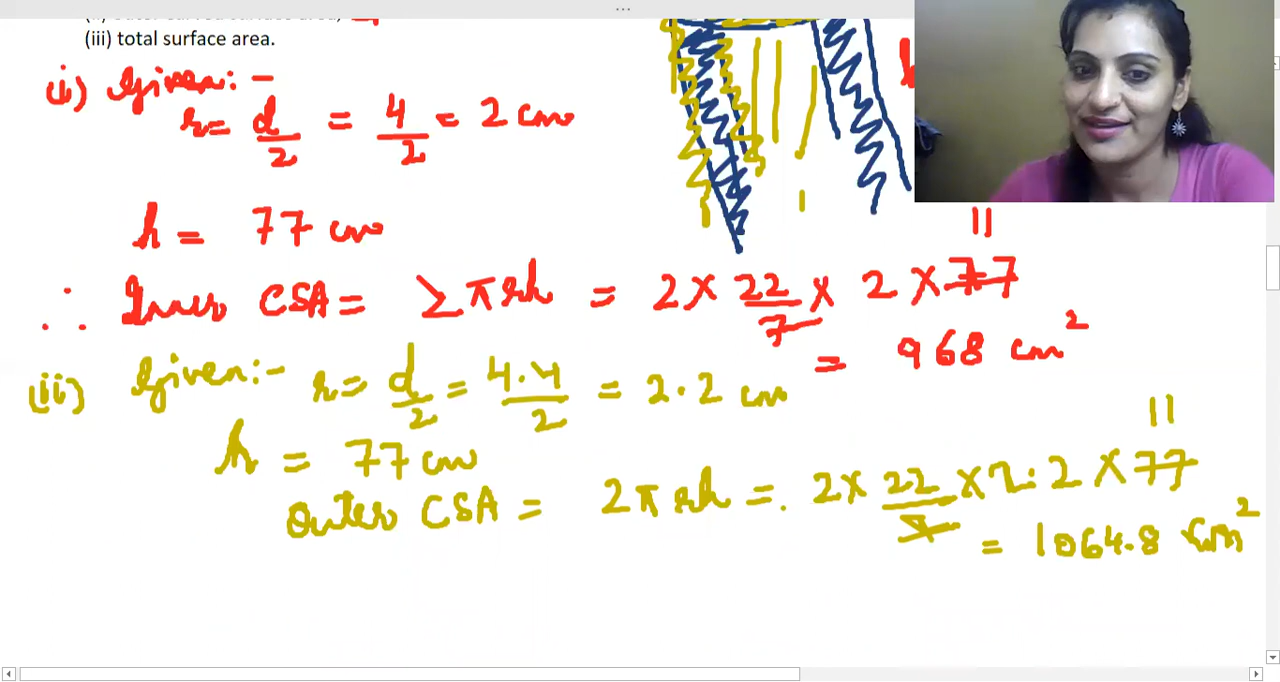 (iii) total surface area.
(i) Given:-
r = d/2 = 4/2 = 2 cm
h = 77 cm
11
∴ Inner CSA = 2πrh = 2 × 22/7 × 2 × 77
= 968 cm²
(ii) Given:- r = d/2 = 4.4/2 = 2.2 cm
h = 77 cm
11
Outer CSA = 2πrh = 2 × 22/7 × 2.2 × 77
= 1064.8 cm²